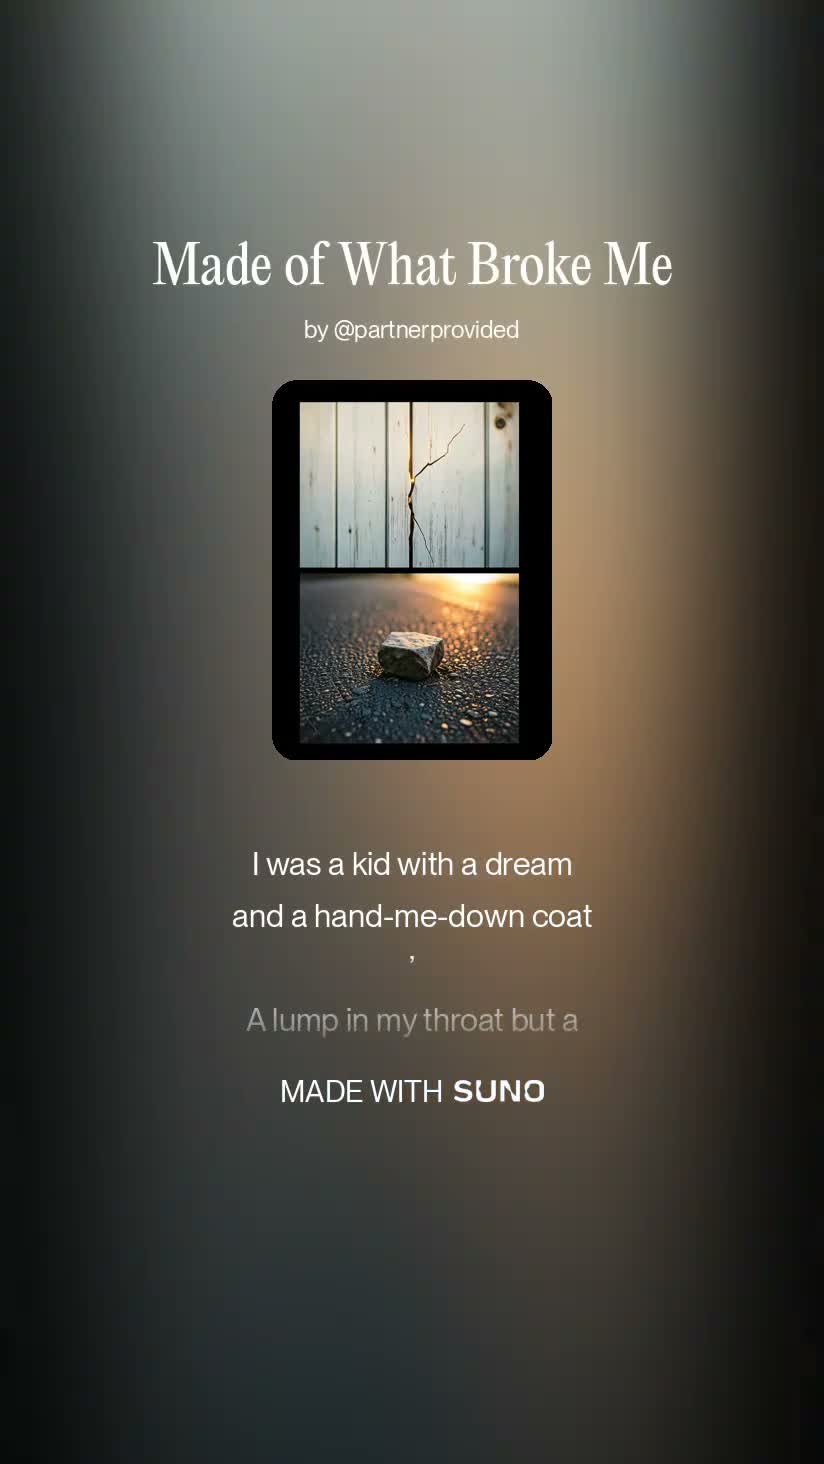 Made of What Broke Me
by @partnerprovided
I was a kid with a dream
and a hand-me-down coat
,
A lump in my throat but a
MADE WITH SUNO